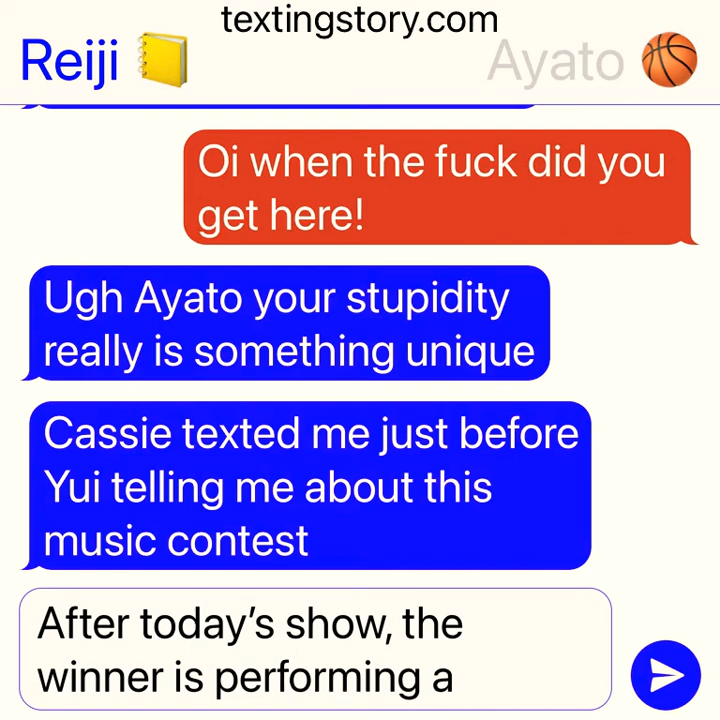 textingstory.com
Reiji
Ayato
Oi when the fuck did you
get here!
Ugh Ayato your stupidity
really is something unique
Cassie texted me just before
Yui telling me about this
music contest
After today’s show, the
winner is performing a